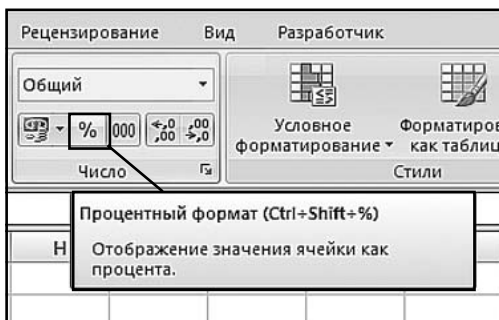 Рецензирование Вид Разработчик
Общий
% 000 ←,0 ,00 ,00 →,0
Условное форматирование
Форматиров
как таблиц
Число
Стили
Процентный формат (Ctrl÷Shift÷%)
Отображение значения ячейки как
процента.
H